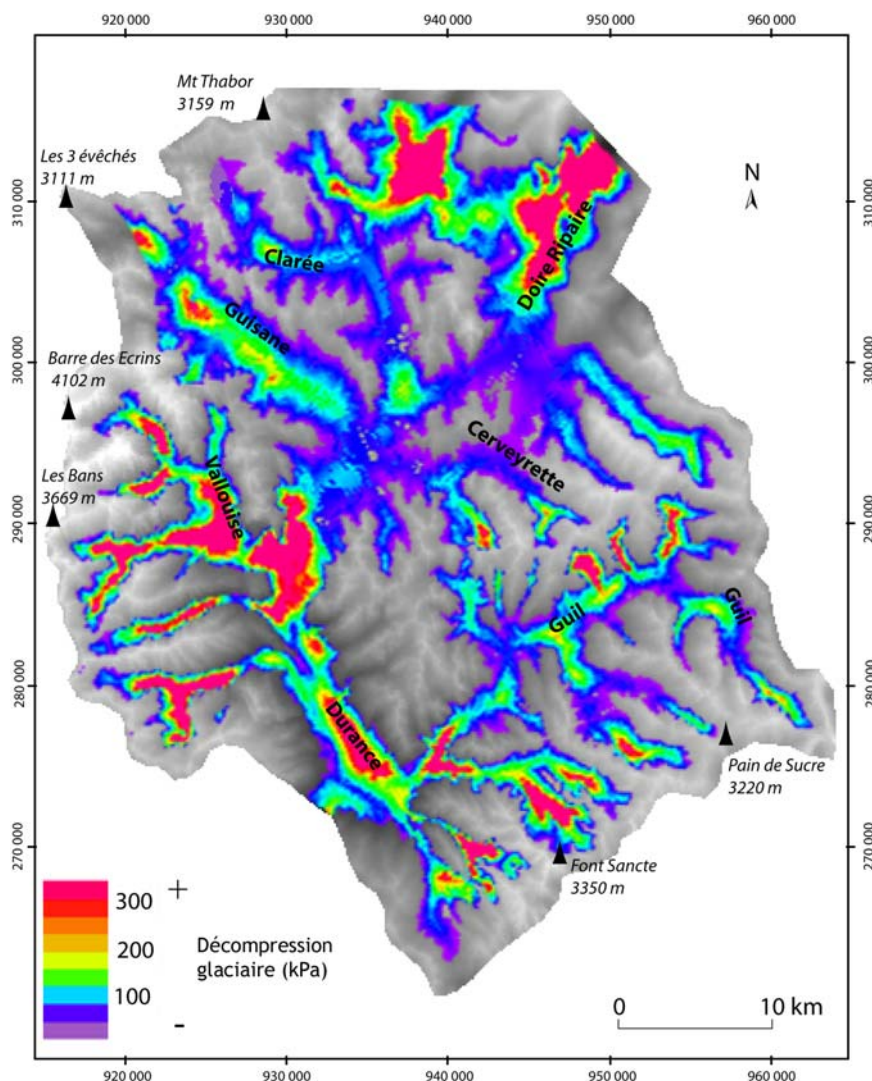 920 000 930 000 940 000 950 000 960 000
Mt Thabor
3159 m
Les 3 évêchés
3111 m
N
310 000
310 000
Doire Ripaire
Clarée
Guisane
300 000
300 000
Barre des Ecrins
4102 m
Cerveyrette
Vallouise
Les Bans
3669 m
290 000
290 000
Guil
Guil
280 000
280 000
Durance
Pain de Sucre
3220 m
270 000
270 000
Font Sancte
3350 m
+
300
200
100
-
Décompression
glaciaire (kPa)
0 10 km
920 000 930 000 940 000 950 000 960 000